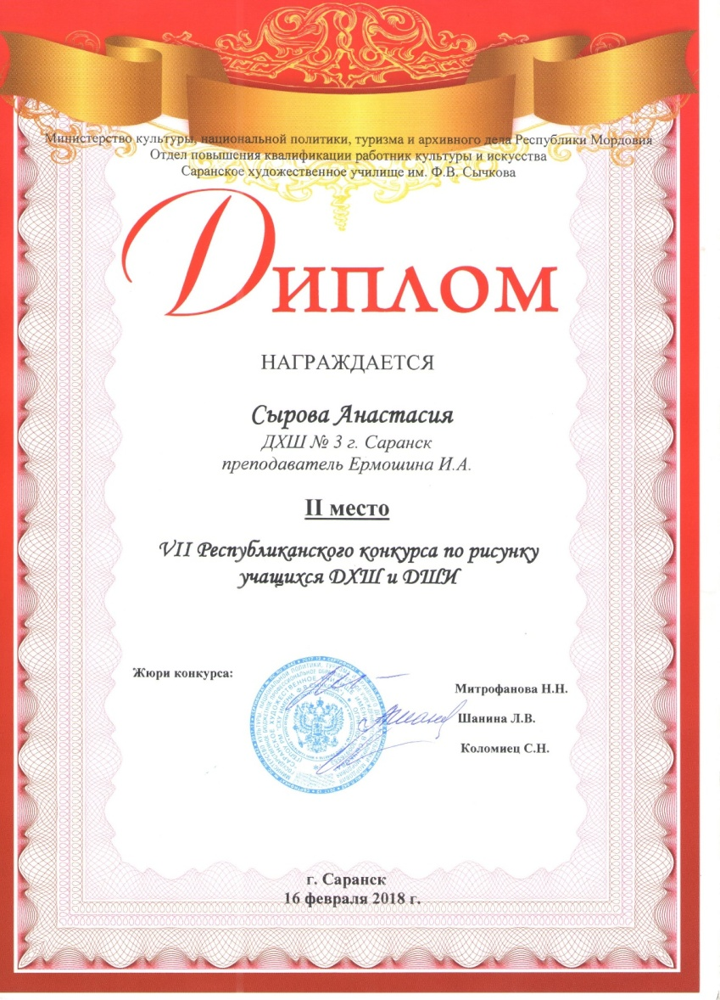 Министерство культуры, национальной политики, туризма и архивного дела Республики Мордовия
Отдел повышения квалификации работник культуры и искусства
Саранское художественное училище им. Ф.В. Сычкова
Диплом
НАГРАЖДАЕТСЯ
Сырова Анастасия
ДХШ № 3 г. Саранск
преподаватель Ермошина И.А.
II место
VII Республиканского конкурса по рисунку
учащихся ДХШ и ДШИ
Жюри конкурса:
Митрофанова Н.Н.
Шанина Л.В.
Коломиец С.Н.
г. Саранск
16 февраля 2018 г.